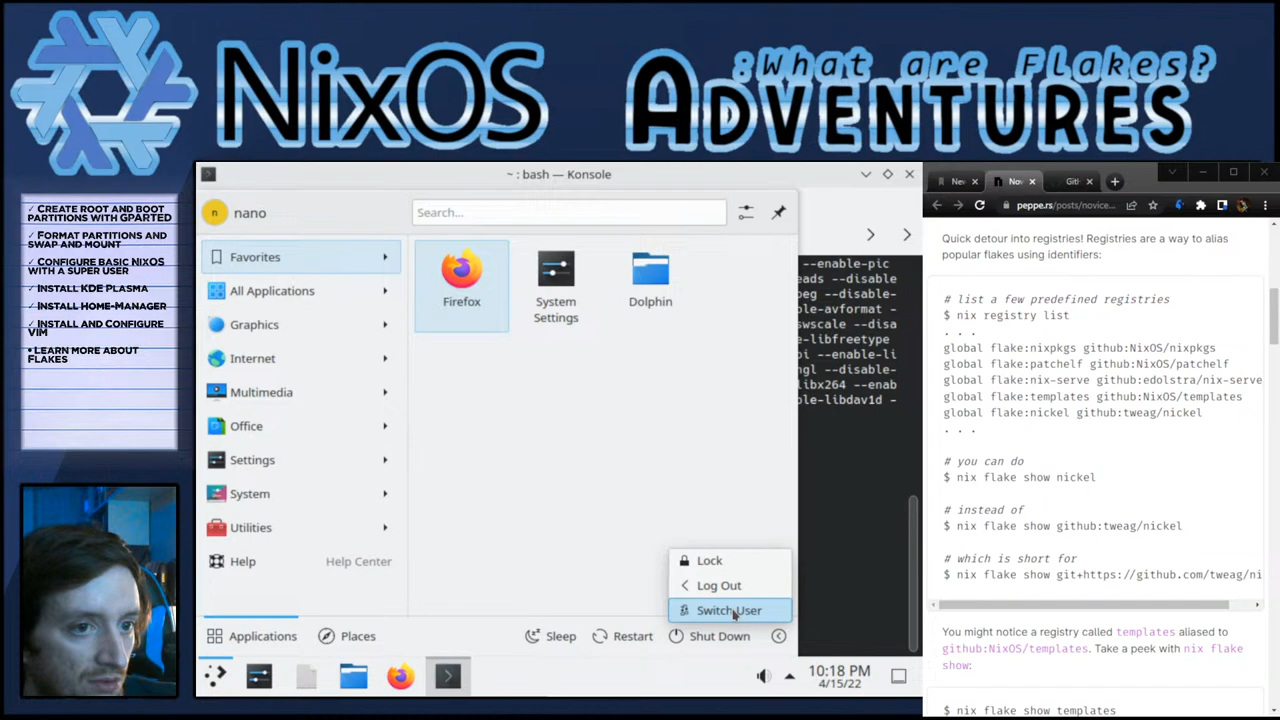 NixOS
:What are Flakes?
Adventures
✓ Create root and boot
partitions with GParted
✓ Format partitions and
swap and mount
✓ Configure basic NixOS
with a super user
✓ Install KDE Plasma
✓ Install Home-Manager
✓ Install and Configure
Vim
• Learn more about
Flakes
~ : bash — Konsole
n
nano
Search...
Favorites
All Applications
Graphics
Internet
Multimedia
Office
Settings
System
Utilities
Help
Help Center
Firefox
System
Settings
Dolphin
Lock
Log Out
Switch User
Applications
Places
Sleep
Restart
Shut Down
10:18 PM
4/15/22
--enable-pic
eads --disable
peg --disable-
avformat --
swscale --disa
e-libfreetype
pi --enable-li
ngl --disable-
libx264 --enab
ble-libdav1d -
Nev
Nov
Gith
peppe.rs/posts/novice...
Quick detour into registries! Registries are a way to alias
popular flakes using identifiers:
# list a few predefined registries
$ nix registry list
. . .
global flake:nixpkgs github:NixOS/nixpkgs
global flake:patchelf github:NixOS/patchelf
global flake:nix-serve github:edolstra/nix-serve
global flake:templates github:NixOS/templates
global flake:nickel github:tweag/nickel
. . .
# you can do
$ nix flake show nickel
# instead of
$ nix flake show github:tweag/nickel
# which is short for
$ nix flake show git+https://github.com/tweag/ni
You might notice a registry called templates aliased to
github:NixOS/templates. Take a peek with nix flake
show:
$ nix flake show templates